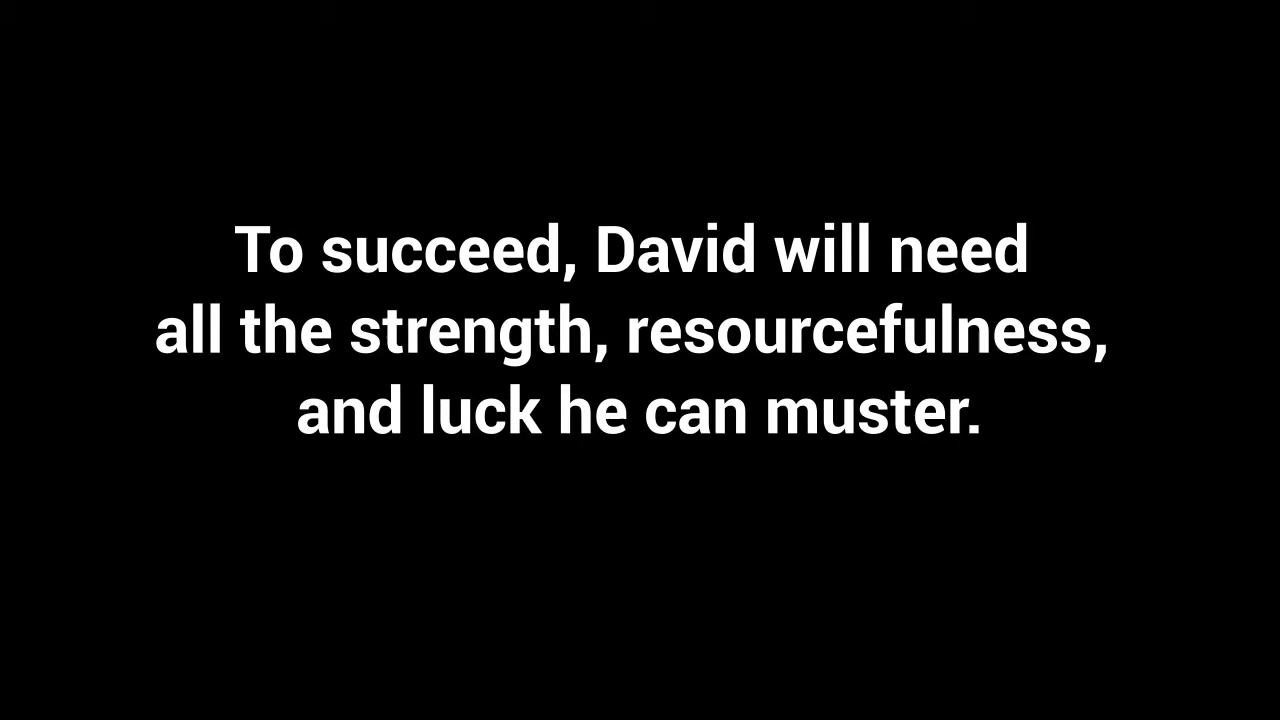 To succeed, David will need
all the strength, resourcefulness,
and luck he can muster.